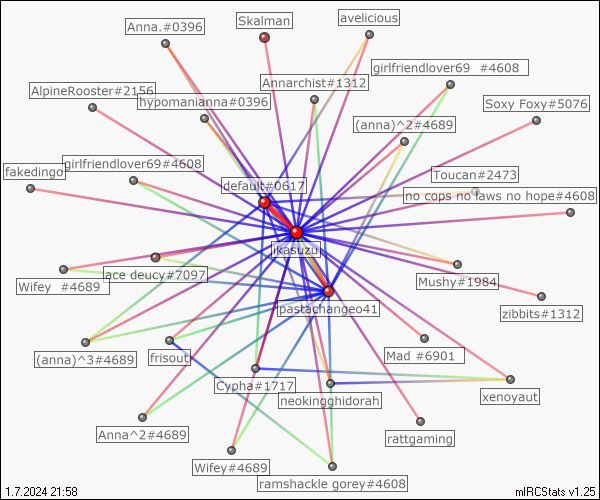 Skalman
avelicious
Anna.#0396
girlfriendlover69 #4608
Annarchist#1312
AlpineRooster#2156
hypomanianna#0396
Soxy Foxy#5076
(anna)^2#4689
girlfriendlover69#4608
fakedingo
Toucan#2473
default#0617
no cops no laws no hope#4608
ikasuzu
ace deucy#7097
Mushy#1984
Wifey #4689
pastachangeo41
zibbits#1312
(anna)^3#4689
frisout
Mad #6901
Cypha#1717
neokingghidorah
xenoyaut
Anna^2#4689
rattgaming
Wifey#4689
ramshackle gorey#4608
1.7.2024 21:58
mIRCStats v1.25